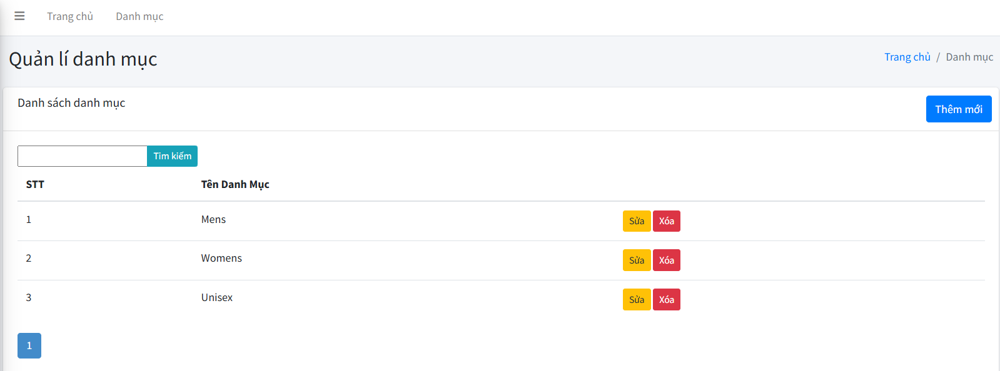 Trang chủ Danh mục
Quản lí danh mục
Trang chủ / Danh mục
Danh sách danh mục
Thêm mới
Tim kiếm
STT Tên Danh Mục
1 Mens Sửa Xóa
2 Womens Sửa Xóa
3 Unisex Sửa Xóa
1